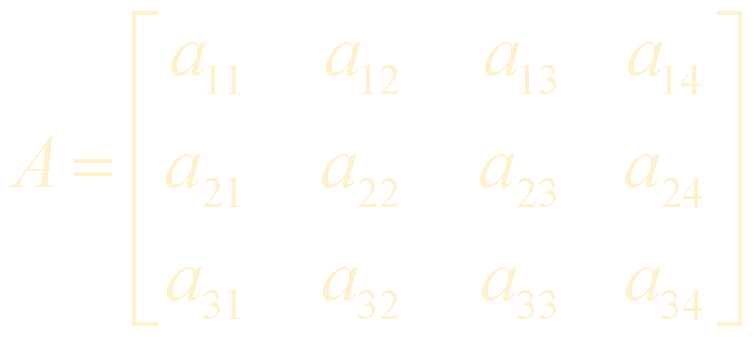 a₁₁ a₁₂ a₁₃ a₁₄
A = a₂₁ a₂₂ a₂₃ a₂₄
a₃₁ a₃₂ a₃₃ a₃₄